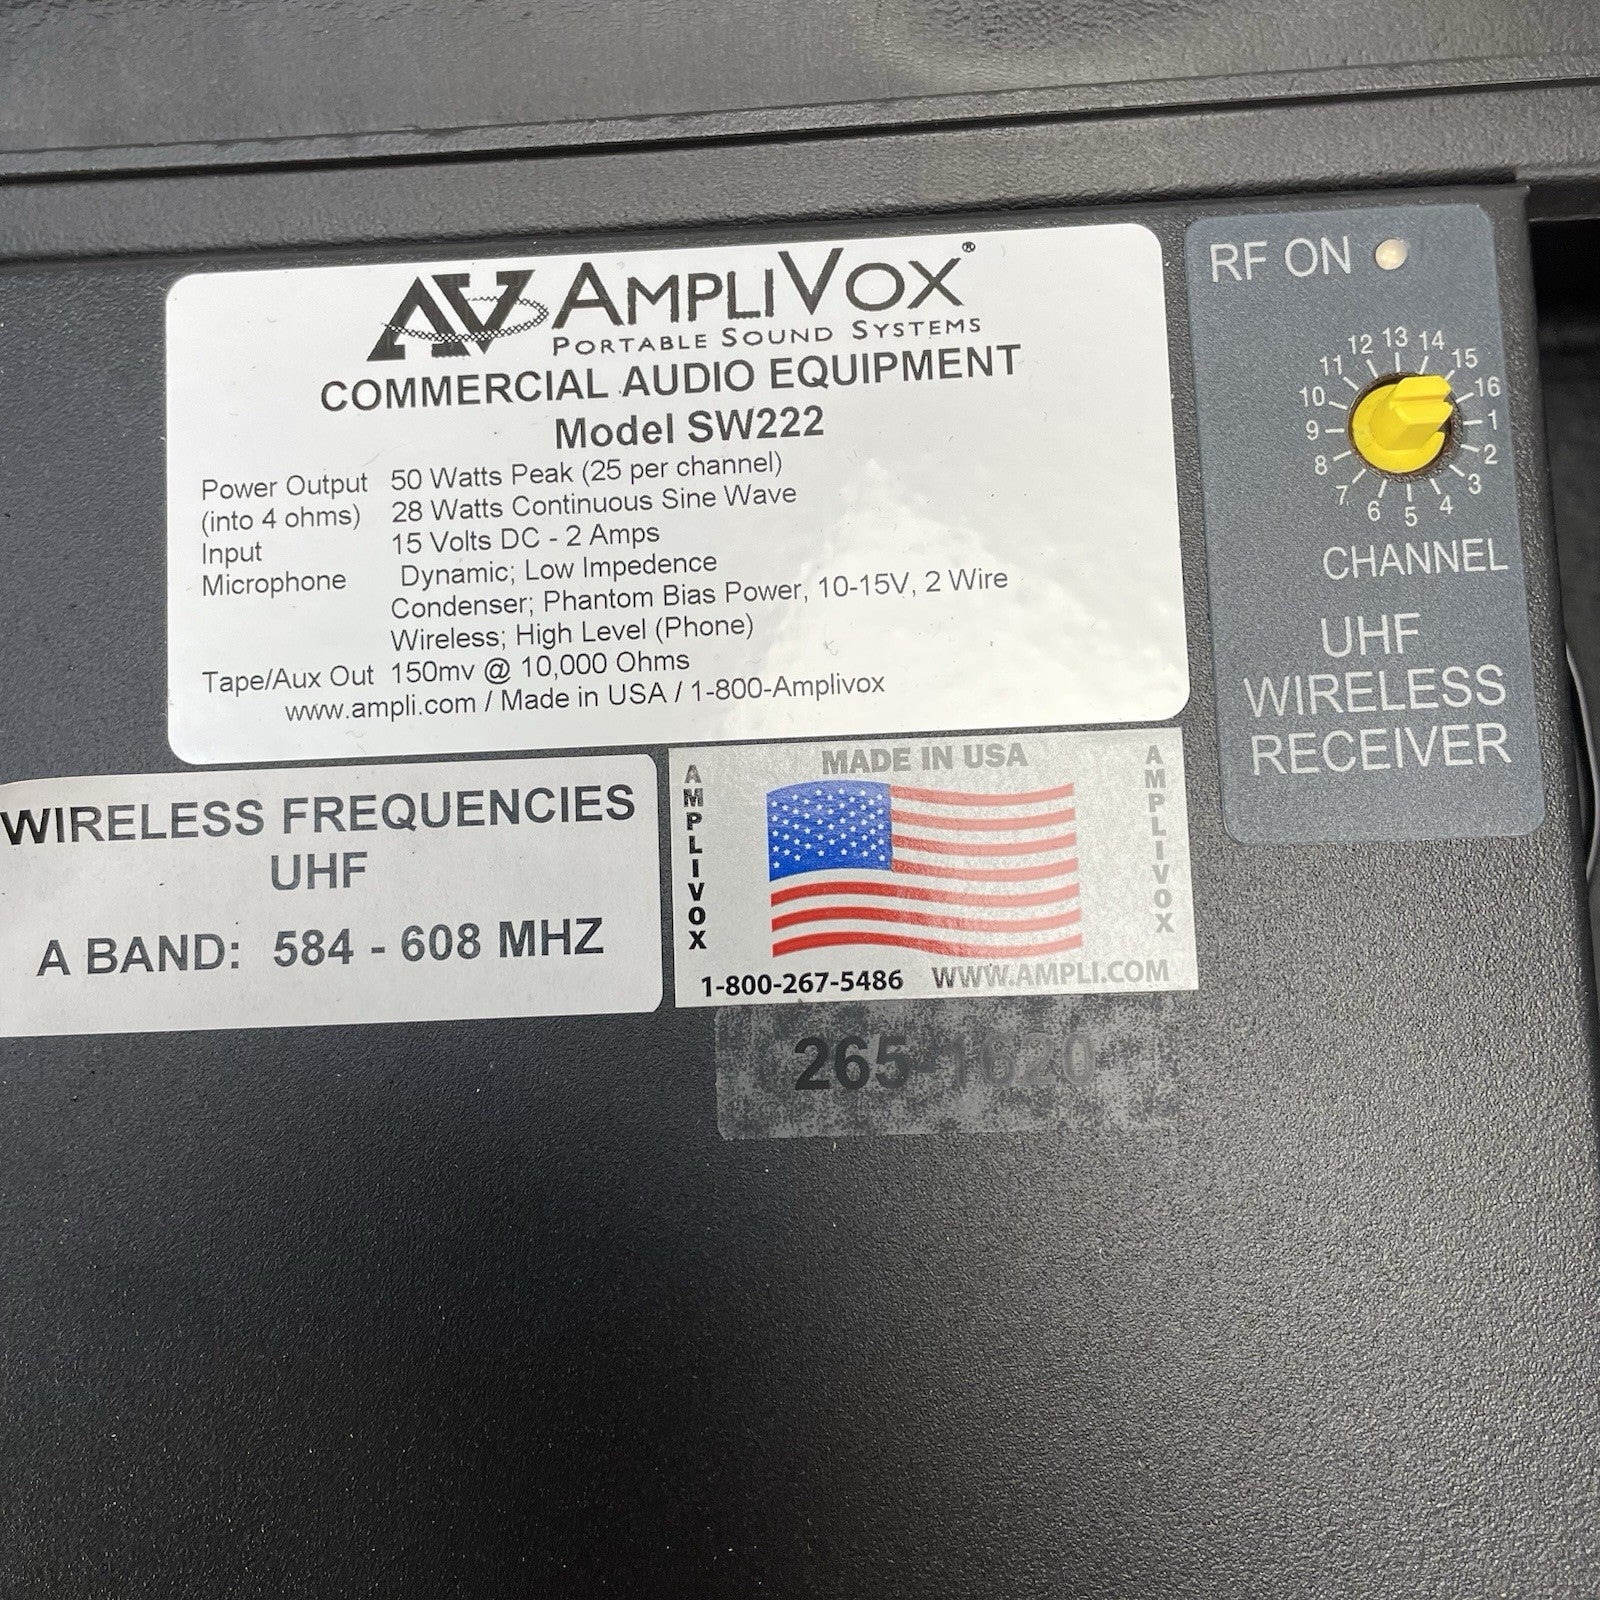 AMPLIVOX®
PORTABLE SOUND SYSTEMS
COMMERCIAL AUDIO EQUIPMENT
Model SW222
Power Output 50 Watts Peak (25 per channel)
(into 4 ohms) 28 Watts Continuous Sine Wave
Input 15 Volts DC - 2 Amps
Microphone Dynamic; Low Impedence
Condenser; Phantom Bias Power, 10-15V, 2 Wire
Wireless; High Level (Phone)
Tape/Aux Out 150mv @ 10,000 Ohms
www.ampli.com / Made in USA / 1-800-Amplivox
WIRELESS FREQUENCIES
UHF
A BAND: 584 - 608 MHZ
MADE IN USA
AMPLIVOX
AMPLIVOX
1-800-267-5486 WWW.AMPLI.COM
265-1620
RF ON
1
2
3
4
5
6
7
8
9
10
11
12
13
14
15
16
CHANNEL
UHF
WIRELESS
RECEIVER